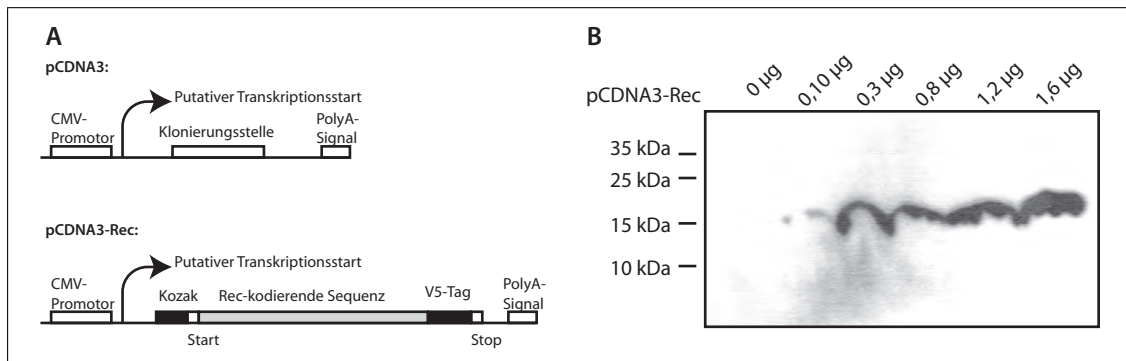 A
pCDNA3:
Putativer Transkriptionsstart
CMV-
Promotor
Klonierungsstelle
PolyA-
Signal
pCDNA3-Rec:
Putativer Transkriptionsstart
CMV-
Promotor
Kozak
Rec-kodierende Sequenz
V5-Tag
PolyA-
Signal
Start
Stop
B
pCDNA3-Rec
0 µg
0,10 µg
0,3 µg
0,8 µg
1,2 µg
1,6 µg
35 kDa
25 kDa
15 kDa
10 kDa